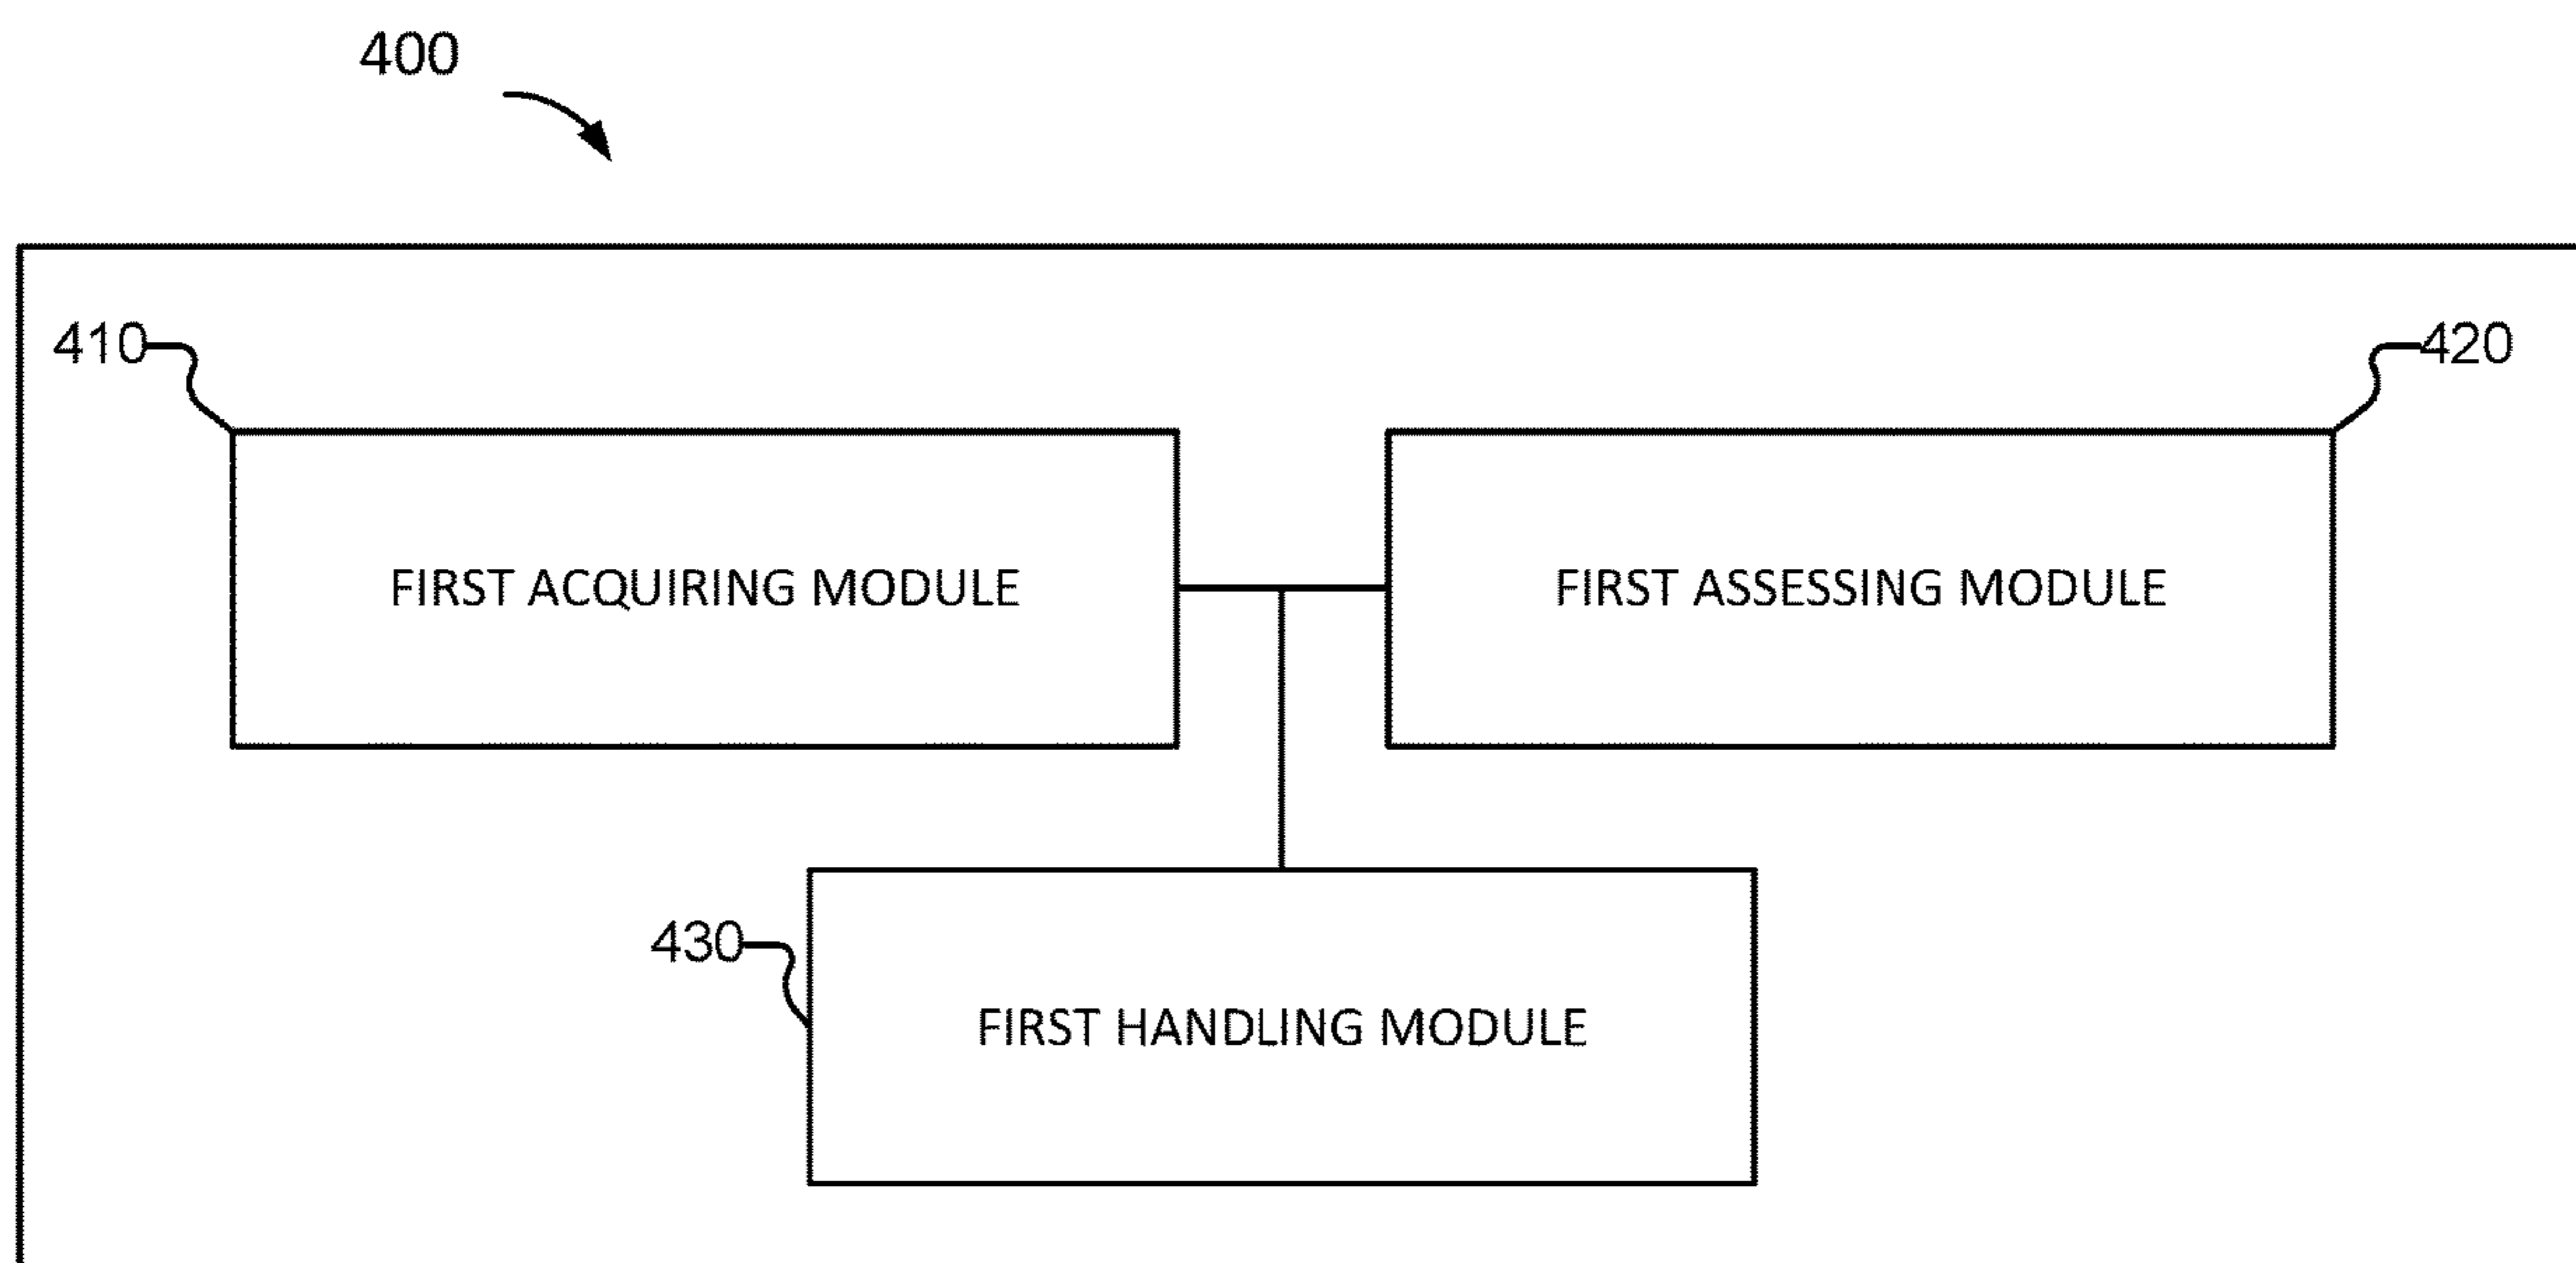 400
410
420
FIRST ACQUIRING MODULE
FIRST ASSESSING MODULE
430
FIRST HANDLING MODULE